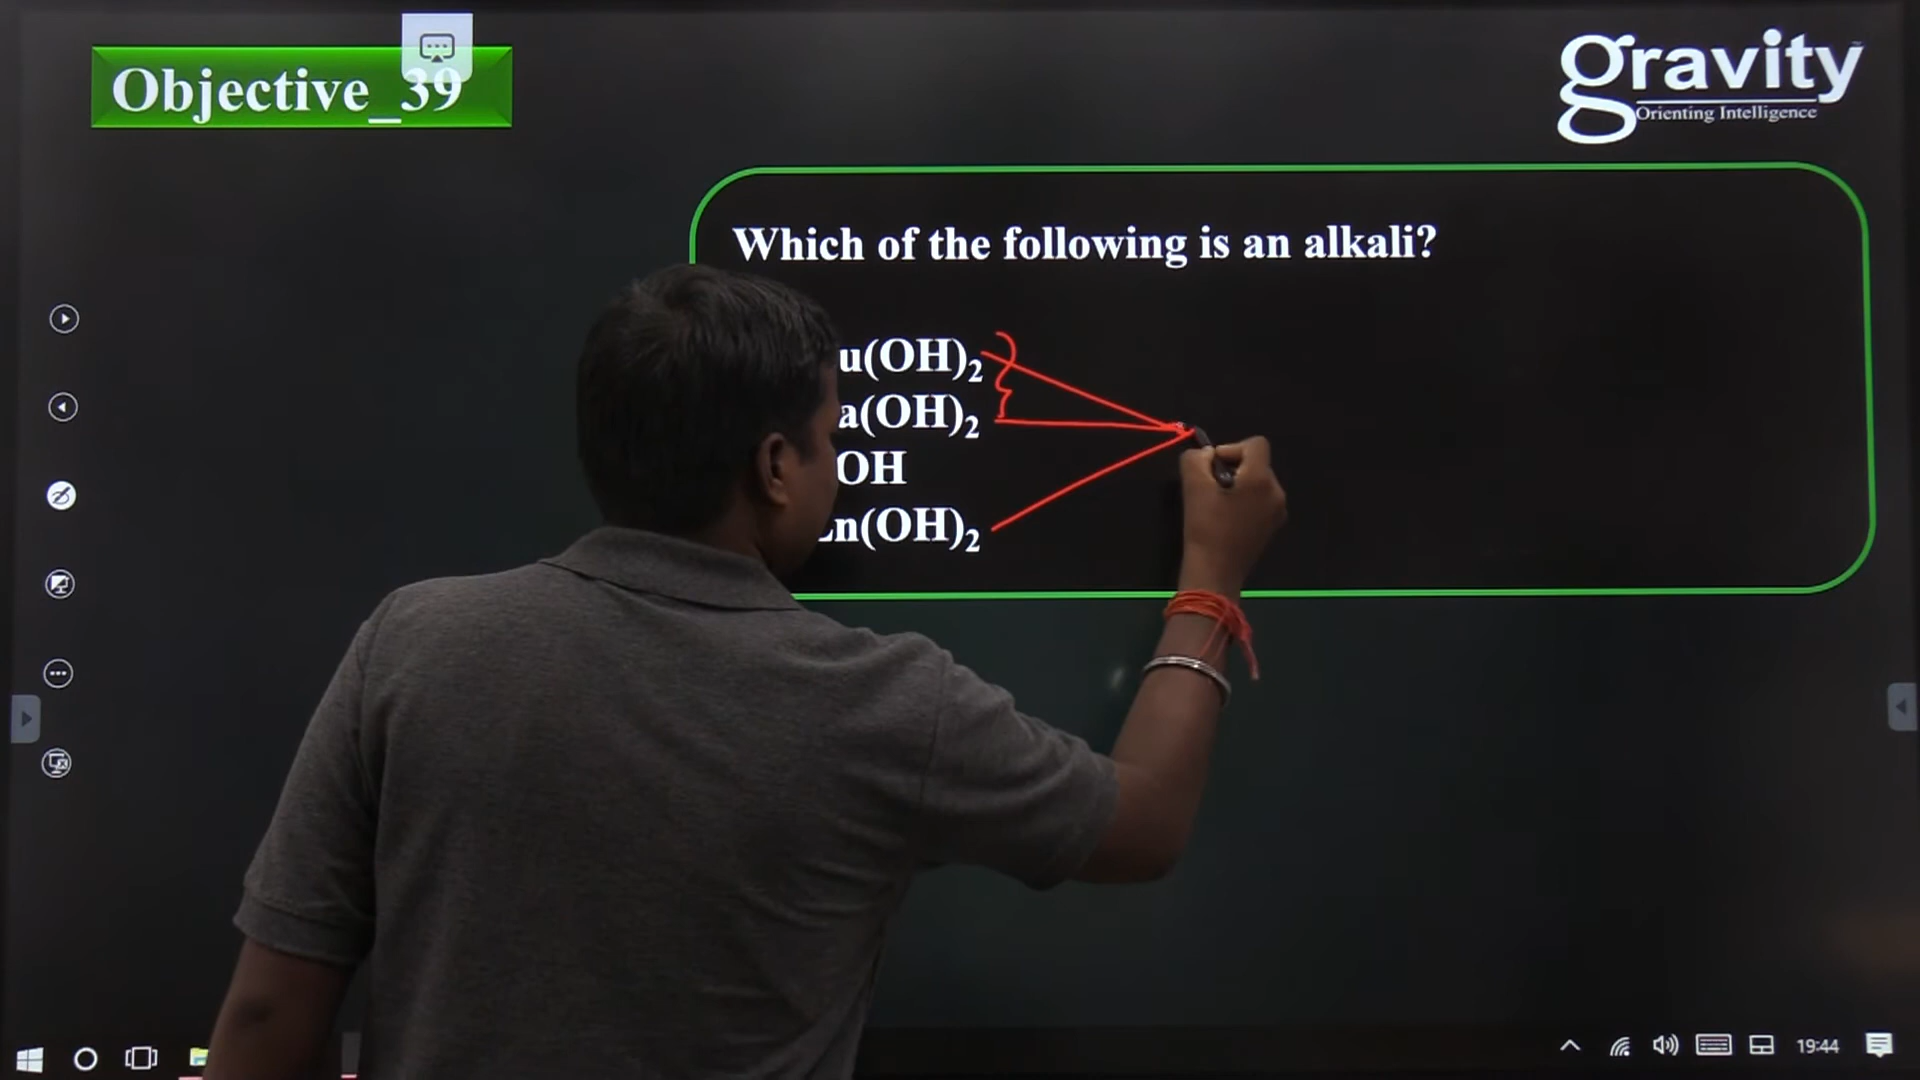 Objective_39
gravity
Orienting Intelligence
Which of the following is an alkali?
u(OH)₂
a(OH)₂
OH
n(OH)₂
19:44